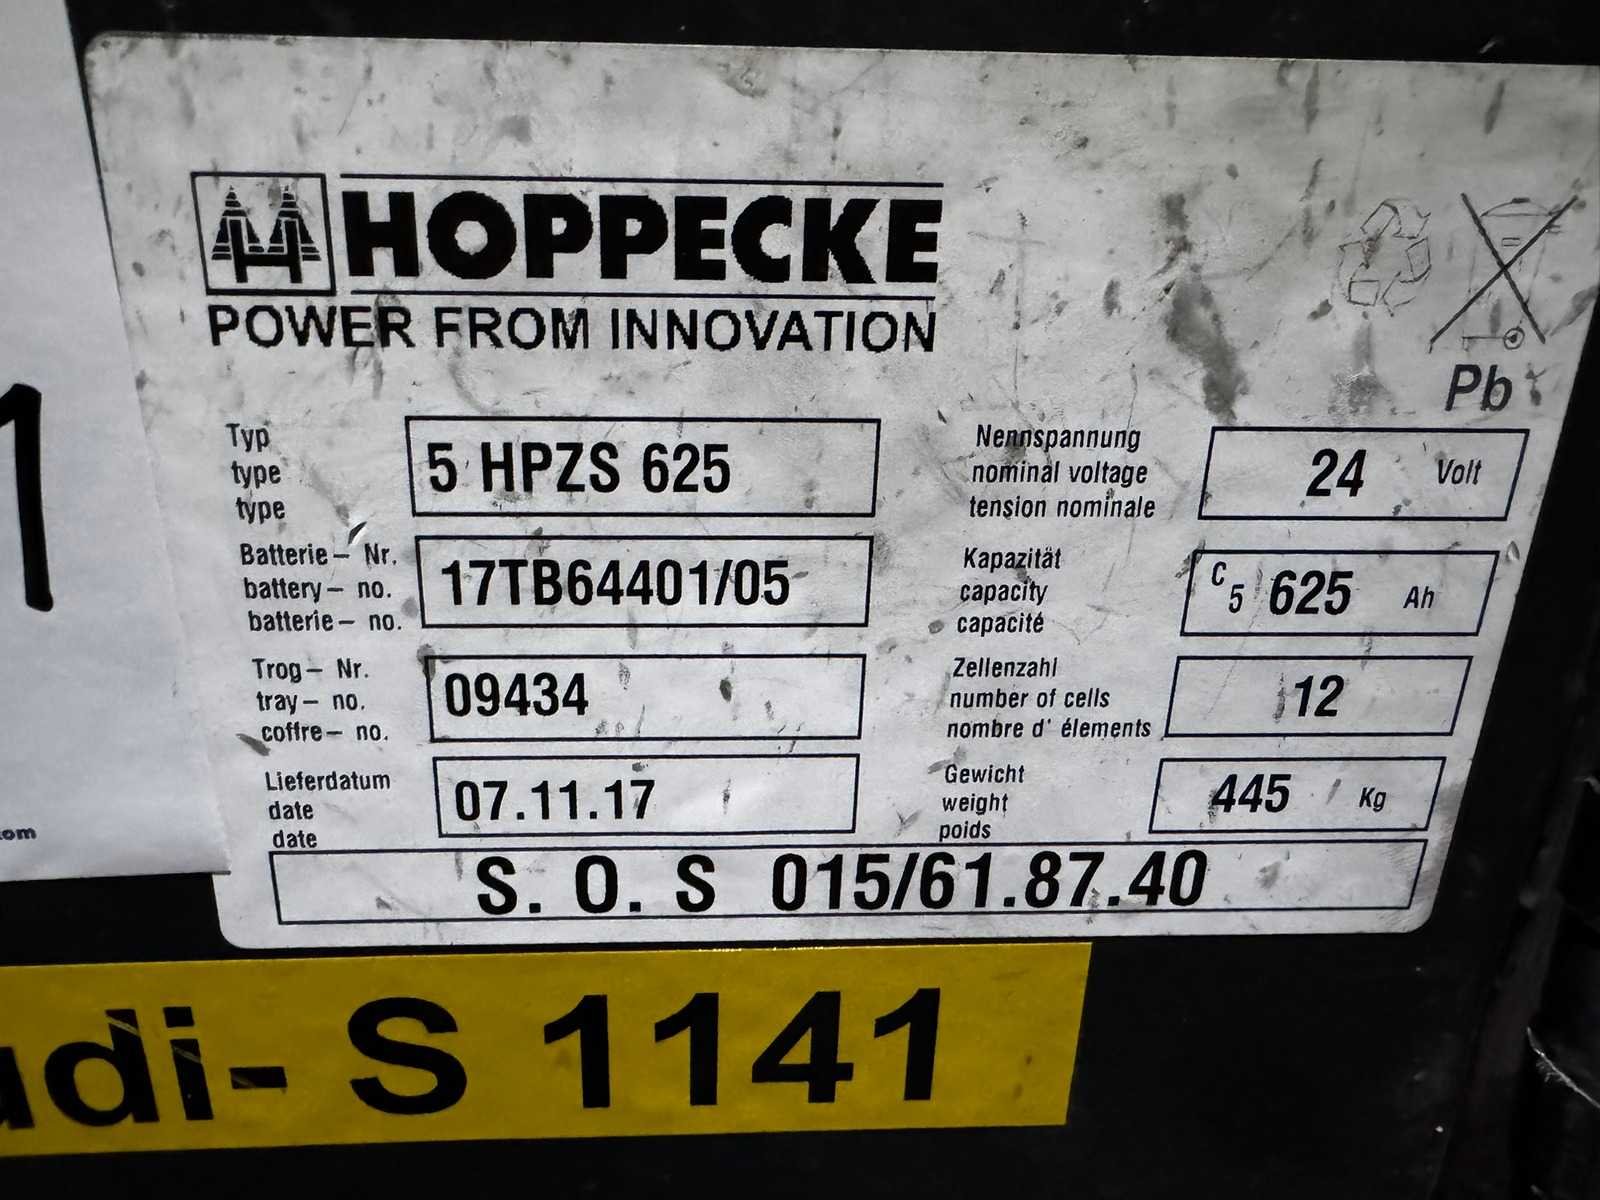 HOPPECKE
POWER FROM INNOVATION
Pb
Typ
type
type
5 HPZS 625
Nennspannung
nominal voltage
tension nominale
24 Volt
Batterie- Nr.
battery- no.
batterie- no.
17TB64401/05
Kapazität
capacity
capacité
C5 625 Ah
Trog- Nr.
tray- no.
coffre- no.
09434
Zellenzahl
number of cells
nombre d' élements
12
Lieferdatum
date
date
07.11.17
Gewicht
weight
poids
445 Kg
S. O. S 015/61.87.40
1
S 1141